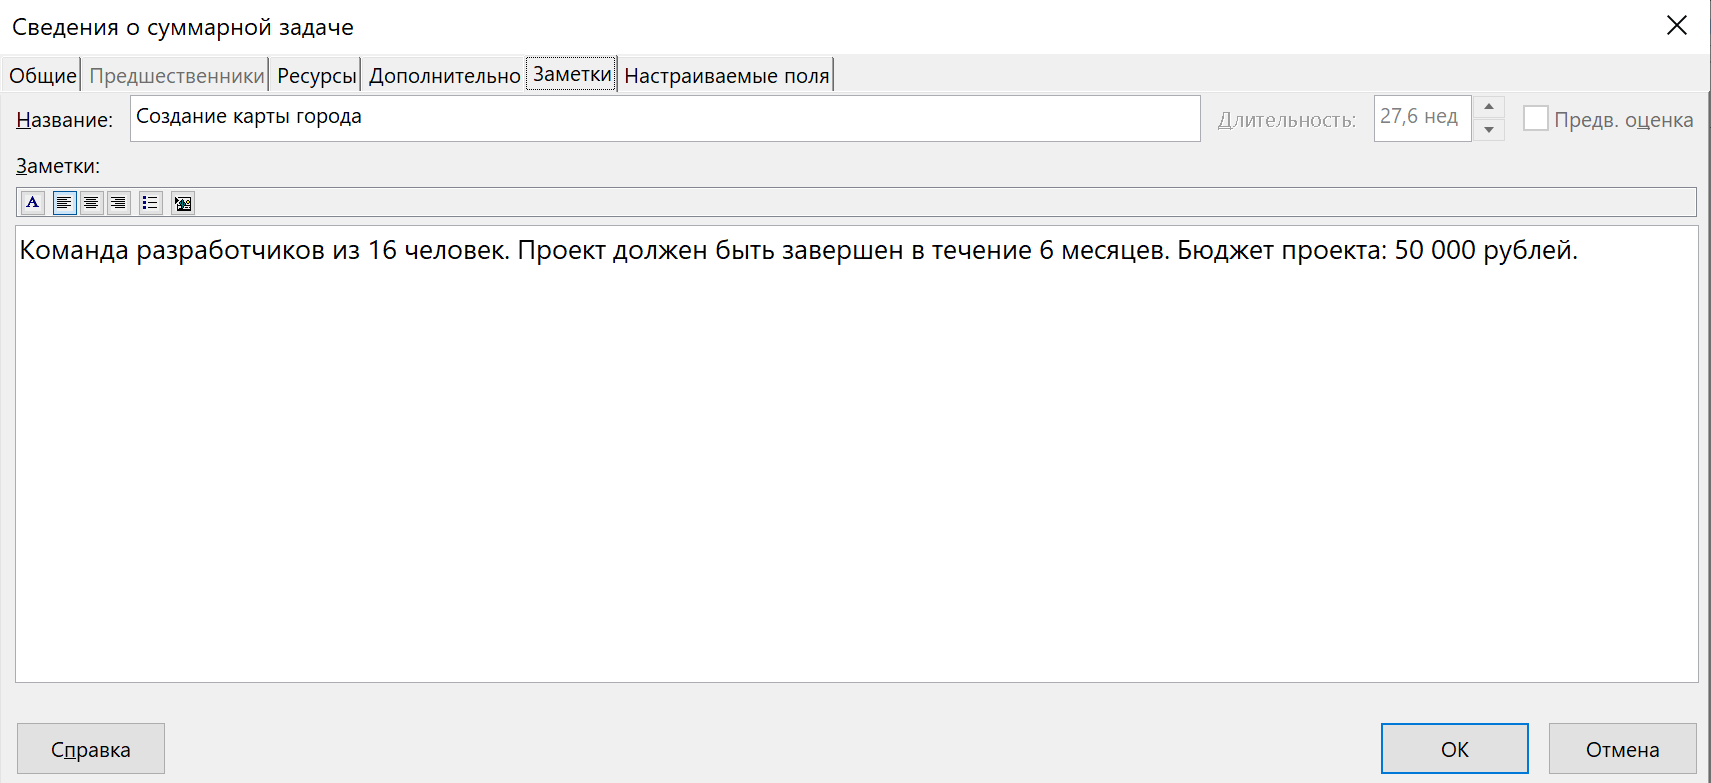 Сведения о суммарной задаче
Общие Предшественники Ресурсы Дополнительно Заметки Настраиваемые поля
Название: Создание карты города Длительность: 27,6 нед Предв. оценка
Заметки:
A
Команда разработчиков из 16 человек. Проект должен быть завершен в течение 6 месяцев. Бюджет проекта: 50 000 рублей.
Справка ОК Отмена